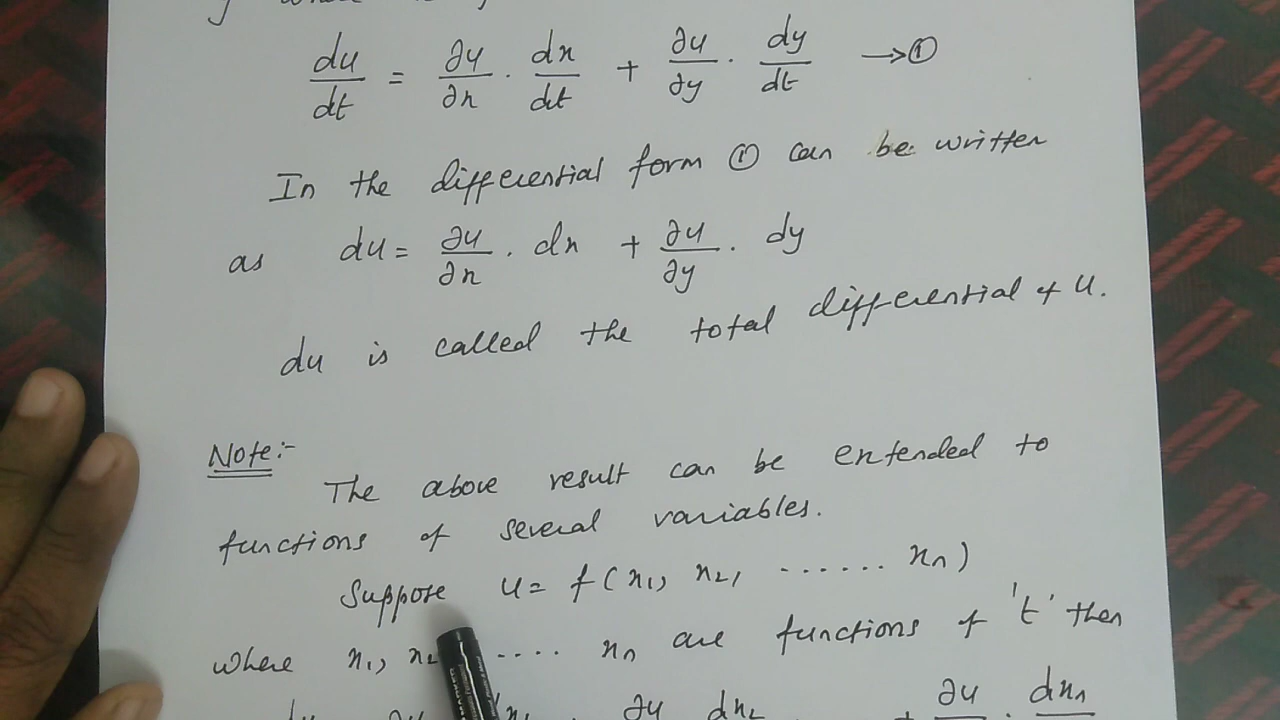 du/dt = ∂u/∂x · dx/dt + ∂u/∂y · dy/dt →①
In the differential form ① can be written
as du = ∂u/∂x · dx + ∂u/∂y · dy
du is called the total differential of u.
Note:-
The above result can be extended to
functions of several variables.
Suppose u = f(x₁, x₂, ...... xₙ)
where x₁, x₂ .... xₙ are functions of 't' then
∂u dx₂ + ∂u · dxₙ